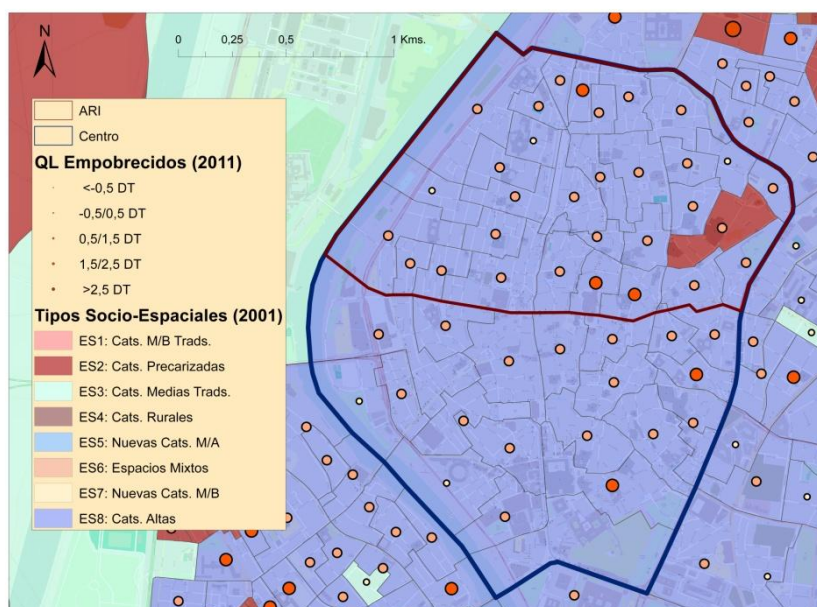 N
0 0,25 0,5 1 Kms.
ARI
Centro
QL Empobrecidos (2011)
<-0,5 DT
-0,5/0,5 DT
0,5/1,5 DT
1,5/2,5 DT
>2,5 DT
Tipos Socio-Espaciales (2001)
ES1: Cats. M/B Trads.
ES2: Cats. Precarizadas
ES3: Cats. Medias Trads.
ES4: Cats. Rurales
ES5: Nuevas Cats. M/A
ES6: Espacios Mixtos
ES7: Nuevas Cats. M/B
ES8: Cats. Altas